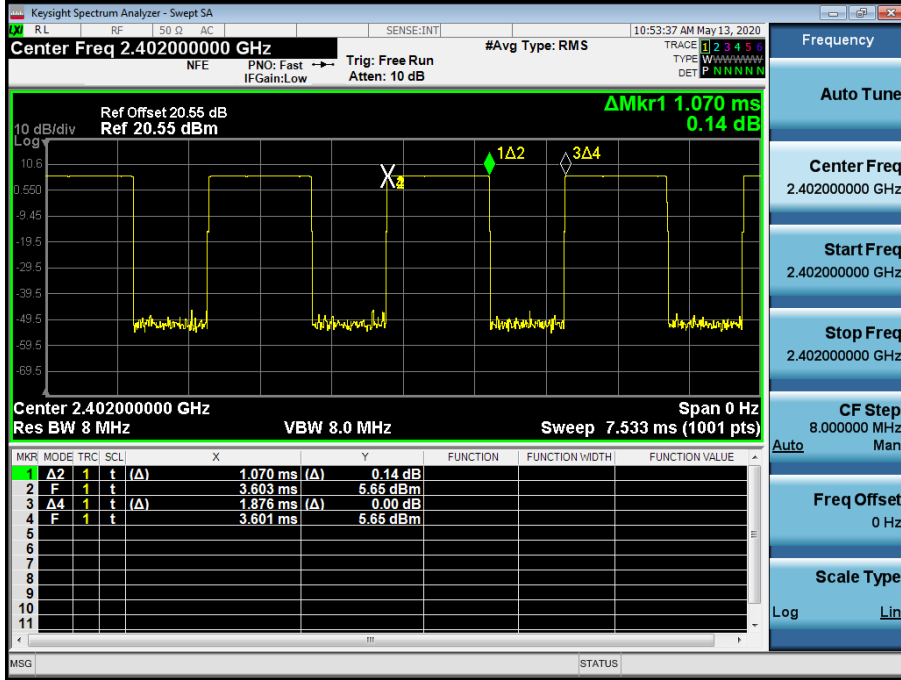 Keysight Spectrum Analyzer - Swept SA
LXI RL RF 50 Ω AC SENSE:INT 10:53:37 AM May 13, 2020
Center Freq 2.402000000 GHz #Avg Type: RMS TRACE 1 2 3 4 5 6
NFE PNO: Fast Trig: Free Run TYPE WWWWWW
IFGain:Low Atten: 10 dB DET P N N N N N
Frequency
Auto Tune
Center Freq
2.402000000 GHz
Start Freq
2.402000000 GHz
Stop Freq
2.402000000 GHz
CF Step
8.000000 MHz
Auto Man
Freq Offset
0 Hz
Scale Type
Log Lin
ΔMkr1 1.070 ms
0.14 dB
Ref Offset 20.55 dB
10 dB/div Ref 20.55 dBm
Log
1Δ2 3Δ4
10.6
0.550
-9.45
-19.5
-29.5
-39.5
-49.5
-59.5
-69.5
Center 2.402000000 GHz Span 0 Hz
Res BW 8 MHz VBW 8.0 MHz Sweep 7.533 ms (1001 pts)
MKR MODE TRC SCL X Y FUNCTION FUNCTION WIDTH FUNCTION VALUE
1 Δ2 1 t (Δ) 1.070 ms (Δ) 0.14 dB
2 F 1 t 3.603 ms 5.65 dBm
3 Δ4 1 t (Δ) 1.876 ms (Δ) 0.00 dB
4 F 1 t 3.601 ms 5.65 dBm
5
6
7
8
9
10
11
MSG STATUS